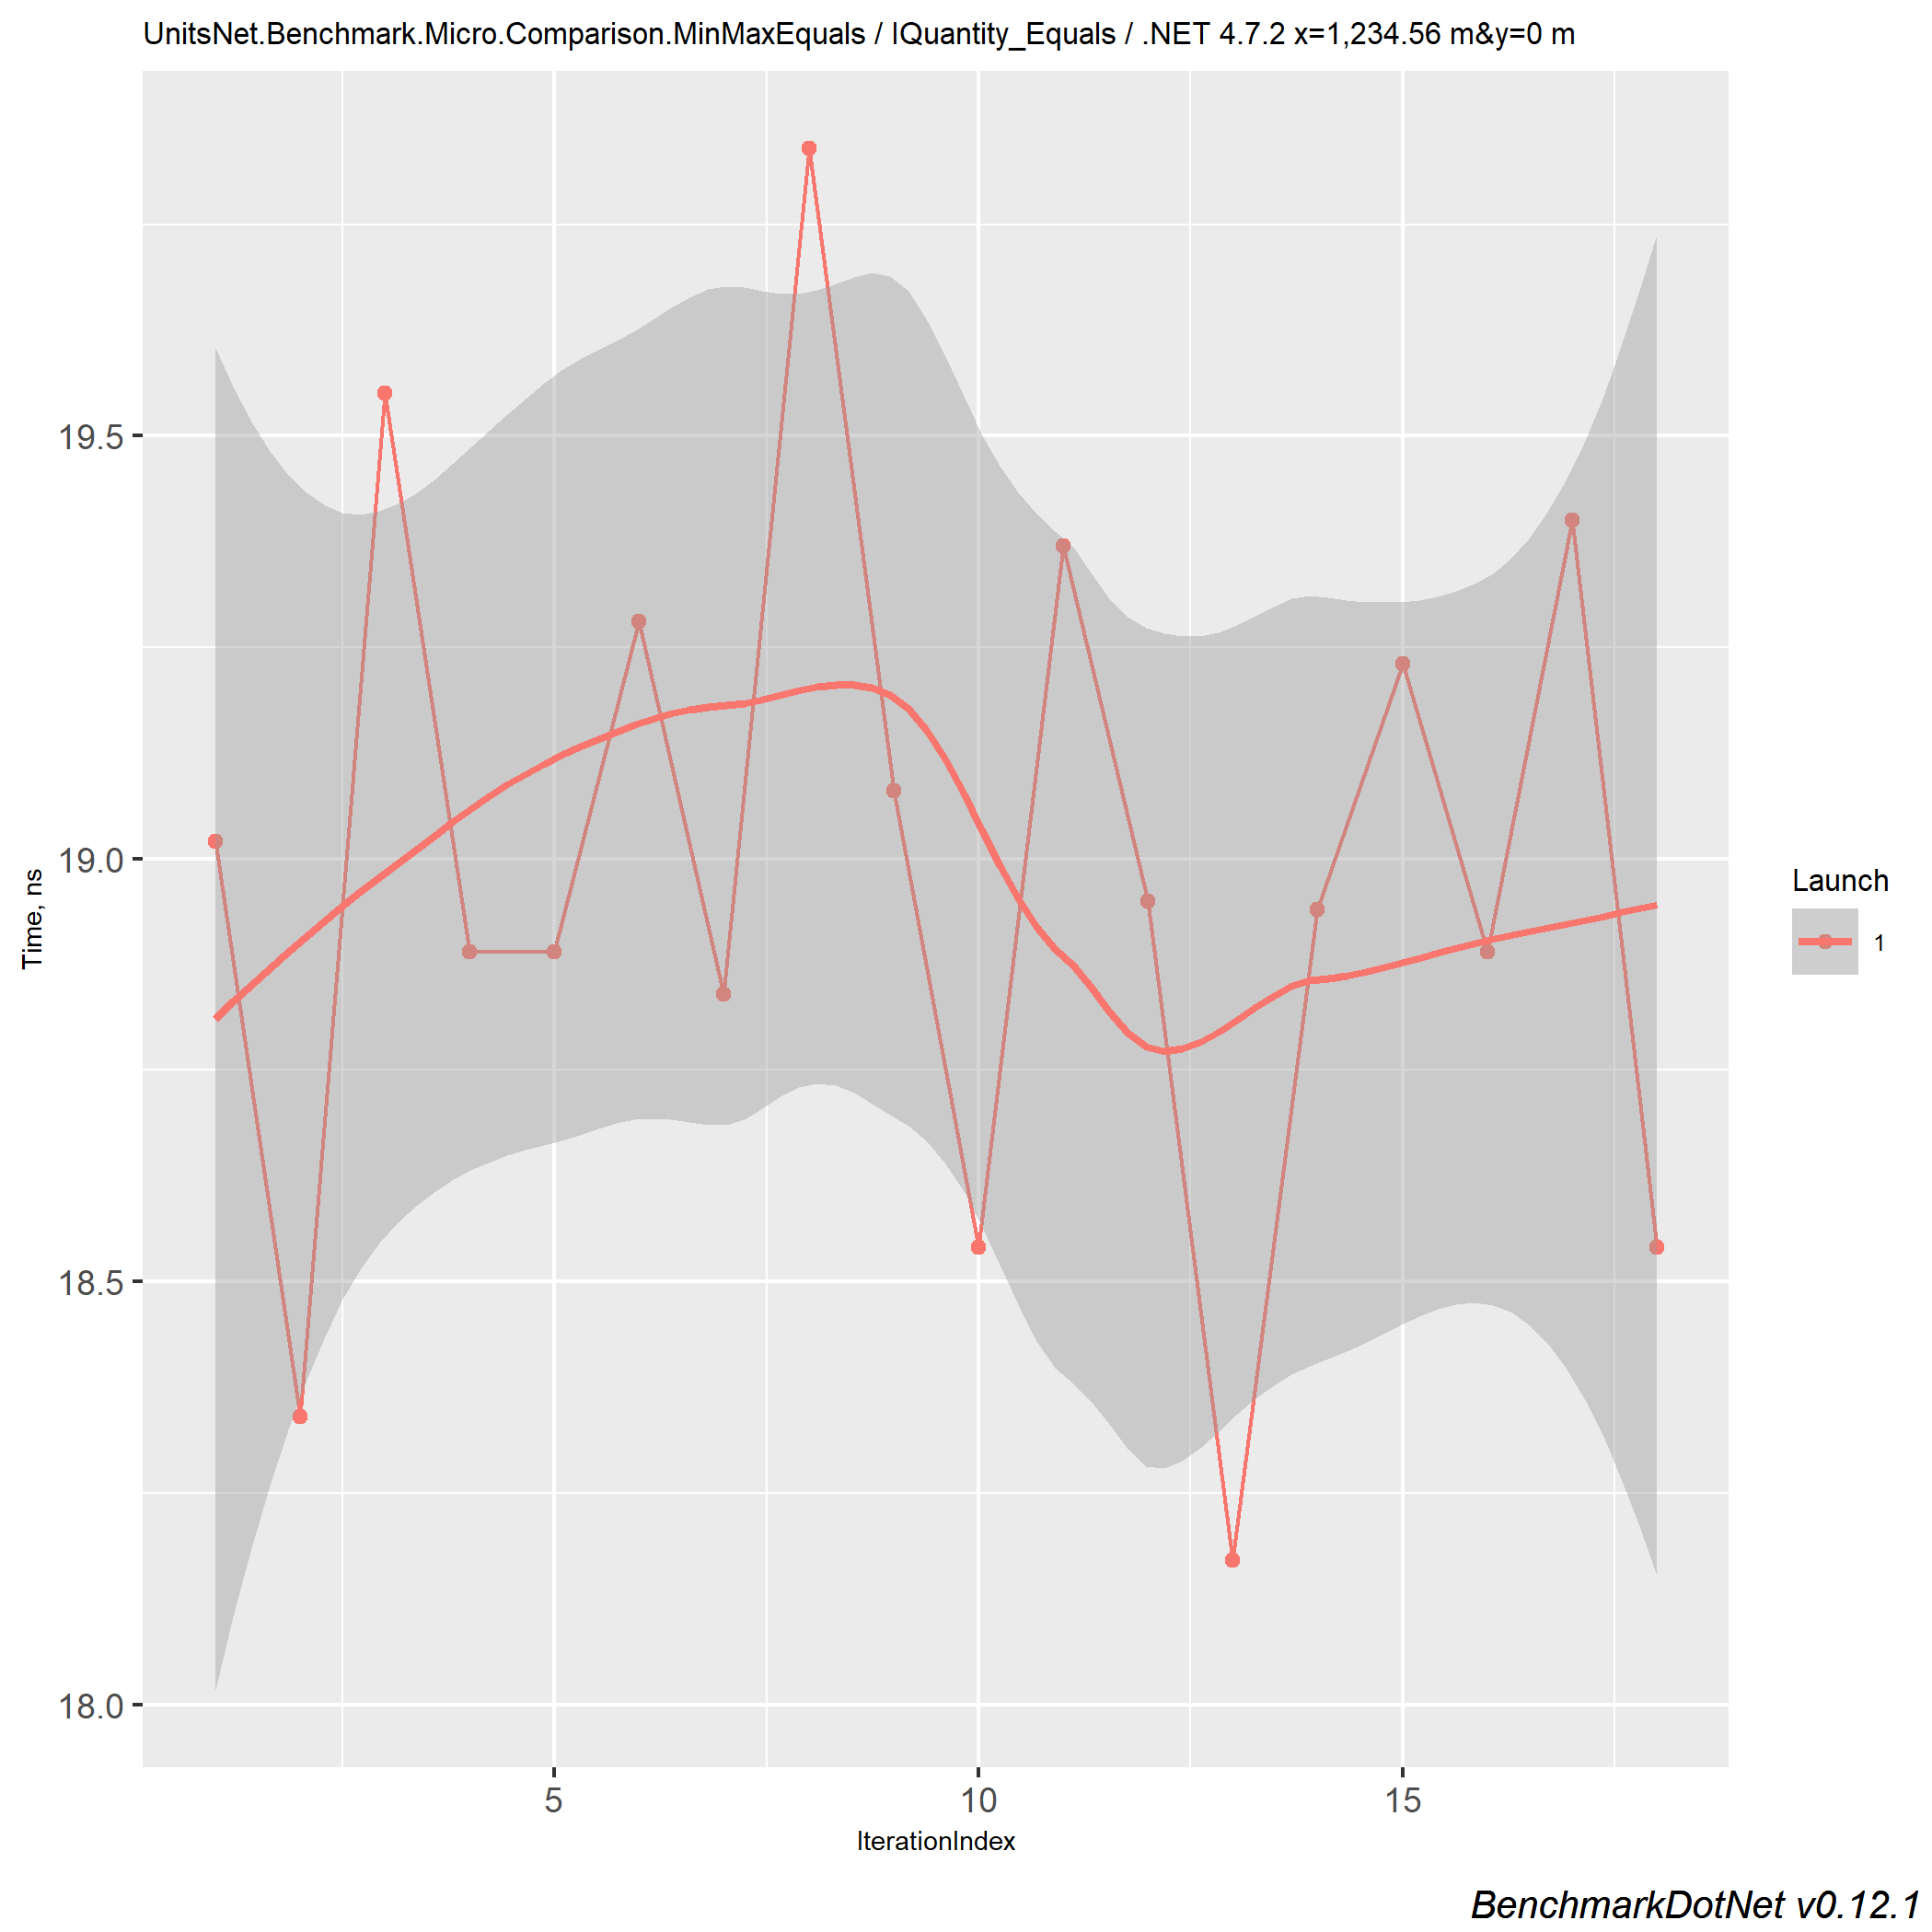 UnitsNet.Benchmark.Micro.Comparison.MinMaxEquals / IQuantity_Equals / .NET 4.7.2 x=1,234.56 m&y=0 m
19.5
19.0
18.5
18.0
Time, ns
5 10 15
IterationIndex
Launch
1
BenchmarkDotNet v0.12.1